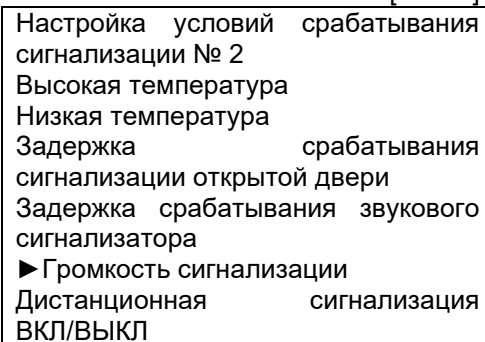 Настройка условий срабатывания
сигнализации № 2
Высокая температура
Низкая температура
Задержка срабатывания
сигнализации открытой двери
Задержка срабатывания звукового
сигнализатора
►Громкость сигнализации
Дистанционная сигнализация
ВКЛ/ВЫКЛ